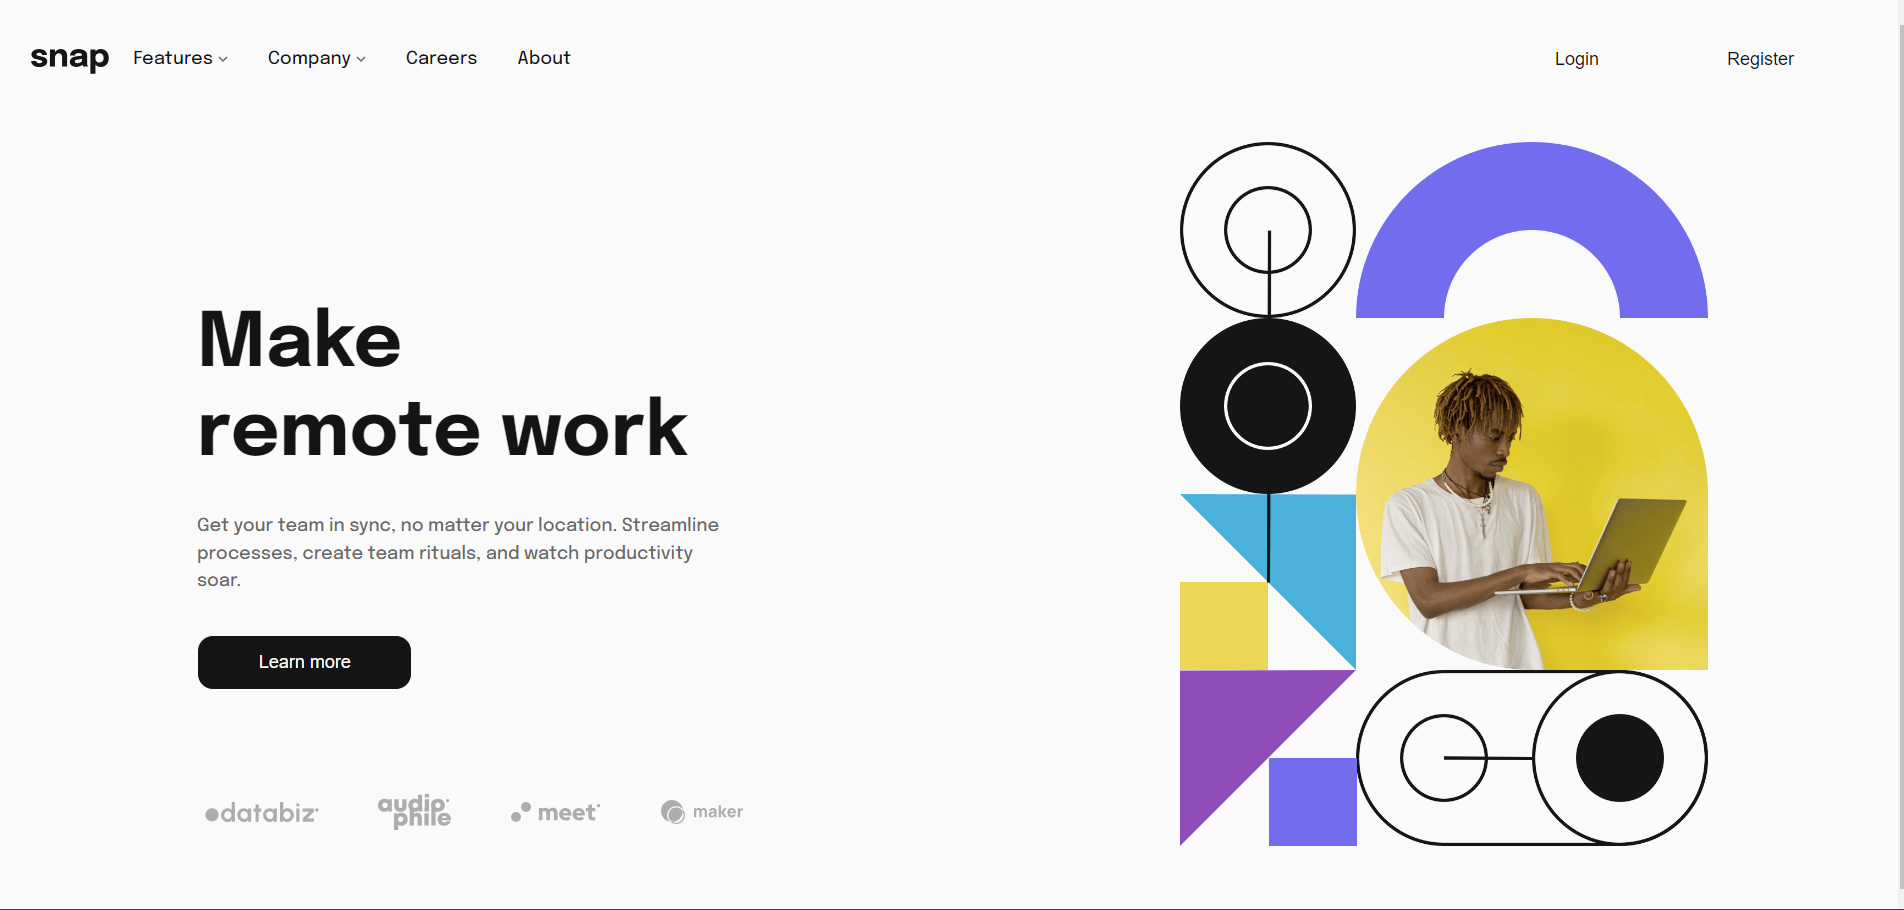 snap Features Company Careers About Login Register
Make
remote work
Get your team in sync, no matter your location. Streamline
processes, create team rituals, and watch productivity
soar.
Learn more
databiz audiophile meet maker